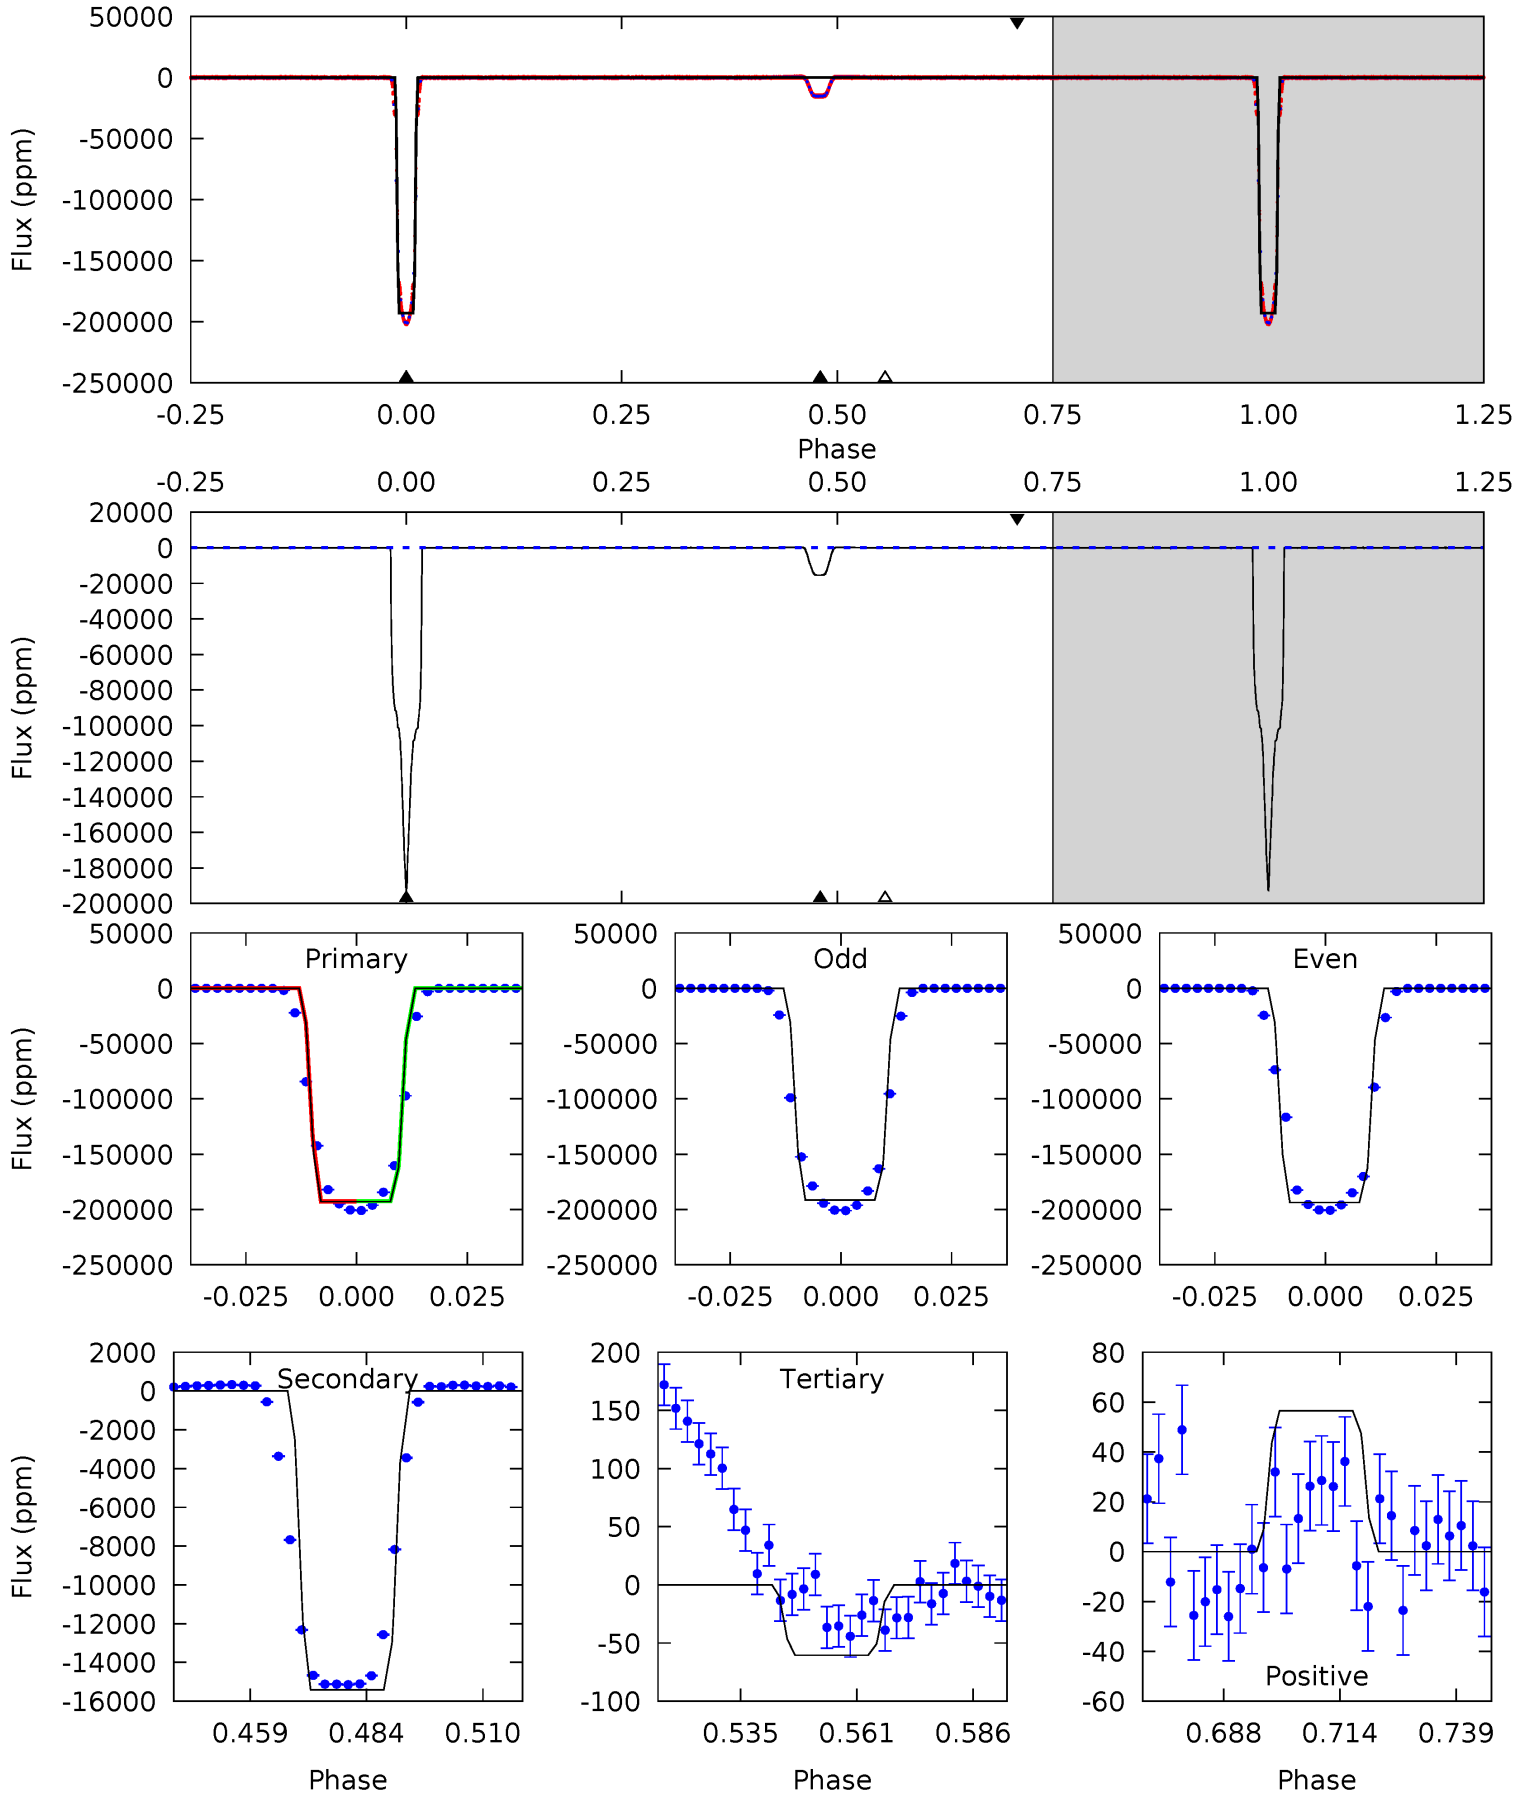 50000
0
-50000
-100000
-150000
-200000
-250000
Flux (ppm)
-0.25 0.00 0.25 0.50 0.75 1.00 1.25
Phase
-0.25 0.00 0.25 0.50 0.75 1.00 1.25
20000
0
-20000
-40000
-60000
-80000
-100000
-120000
-140000
-160000
-180000
-200000
Flux (ppm)
Primary
50000
0
-50000
-100000
-150000
-200000
-250000
Flux (ppm)
-0.025 0.000 0.025
Odd
50000
0
-50000
-100000
-150000
-200000
-250000
-0.025 0.000 0.025
Even
50000
0
-50000
-100000
-150000
-200000
-250000
-0.025 0.000 0.025
Secondary
2000
0
-2000
-4000
-6000
-8000
-10000
-12000
-14000
-16000
Flux (ppm)
0.459 0.484 0.510
Phase
Tertiary
200
150
100
50
0
-50
-100
0.535 0.561 0.586
Phase
80
60
40
20
0
-20
-40
-60
Positive
0.688 0.714 0.739
Phase